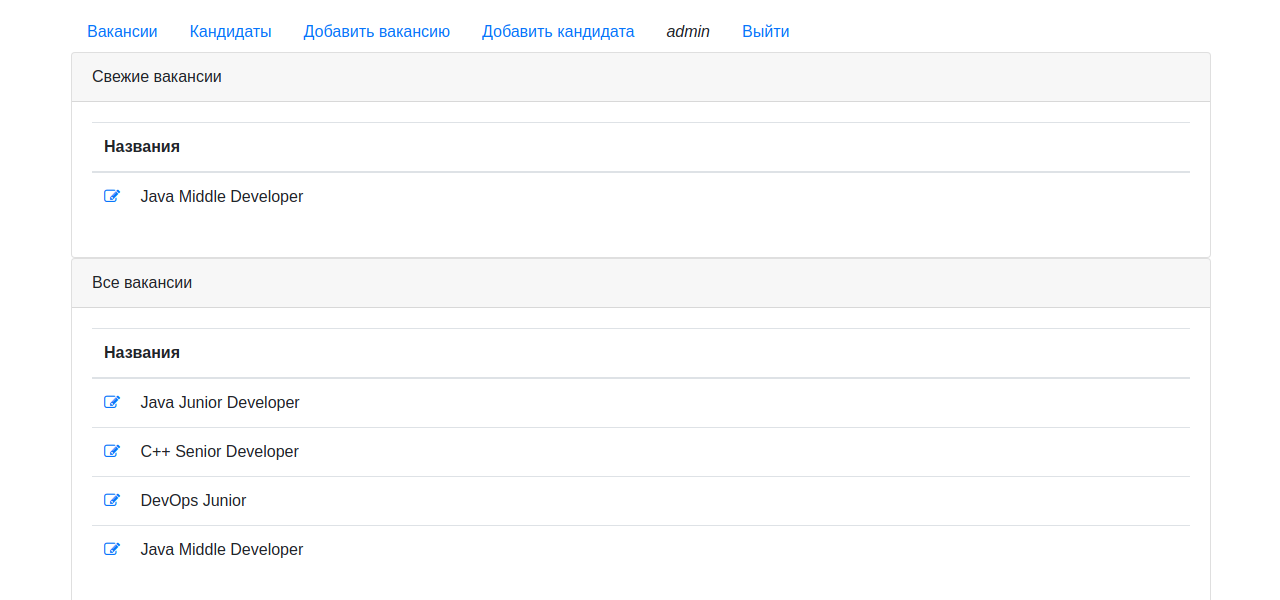 Вакансии Кандидаты Добавить вакансию Добавить кандидата admin Выйти
Свежие вакансии
Названия
Java Middle Developer
Все вакансии
Названия
Java Junior Developer
C++ Senior Developer
DevOps Junior
Java Middle Developer